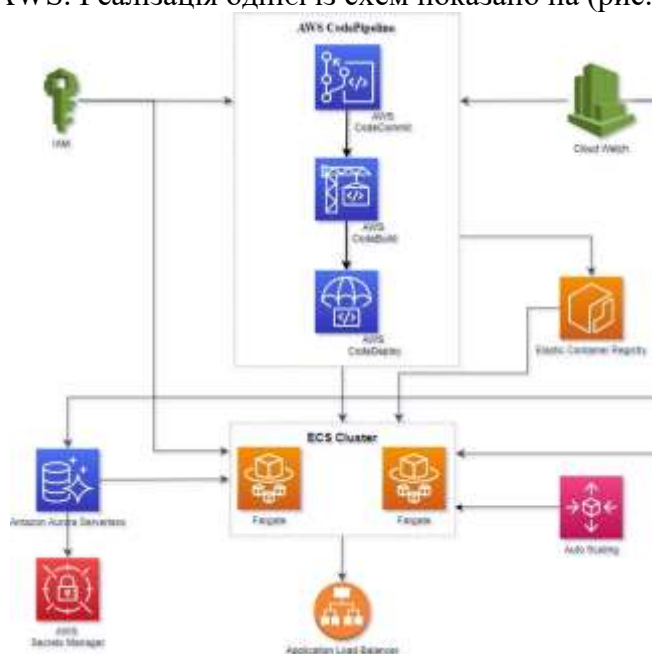 AWS. Реалізація однієї із схем показано на (рис.
AWS CodePipeline
IAM
AWS
CodeCommit
Cloud Watch
AWS
CodeBuild
AWS
CodeDeploy
Elastic Container Registry
ECS Cluster
Fargate
Fargate
Amazon Aurora Serverless
Auto Scaling
AWS
Secrets Manager
Application Load Balancer